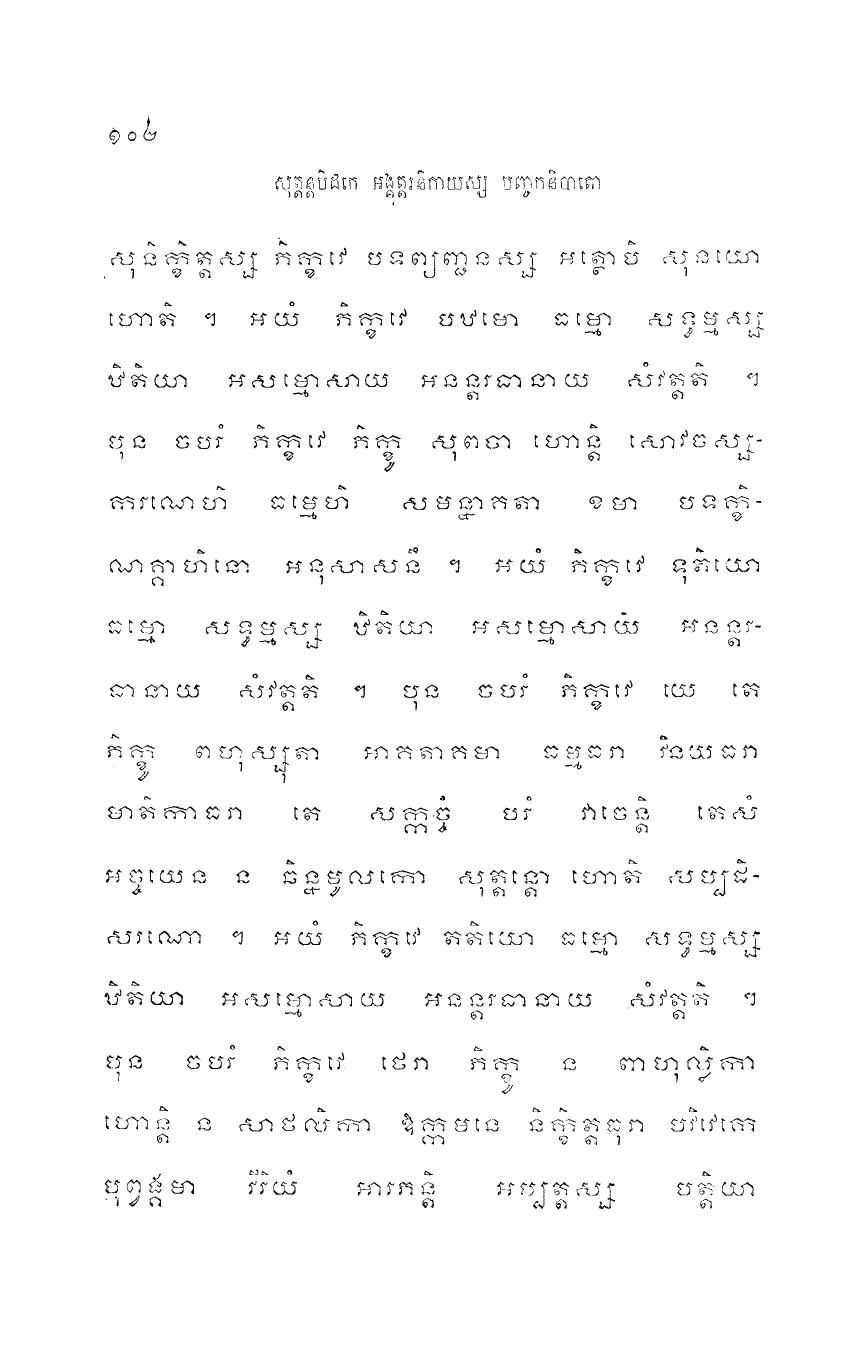 ១០៤
សុត្តន្តបិដកេ អង្គុត្តរនិកាយស្ស បញ្ចកនិបាតោ
សុនិក្ខិត្តស្ស ភិក្ខវេ បទព្យញ្ជនស្ស អត្ថោបិ សុនយោ
ហោតិ ។ អយំ ភិក្ខវេ បឋមោ ធម្មោ សទ្ធម្មស្ស
ឋិតិយា អសម្មោសាយ អនន្តរធានាយ សំវត្តតិ ។
បុន ចបរំ ភិក្ខវេ ភិក្ខូ សុពចា ហោន្តិ សោវចស្ស-
ការណេហិ ធម្មេហិ សមន្នាគតា ខមា បទក្ខិ-
ណគ្គាហិនោ អនុសាសនឹ ។ អយំ ភិក្ខវេ ទុតិយោ
ធម្មោ សទ្ធម្មស្ស ឋិតិយា អសម្មោសាយ អនន្តរ-
ធានាយ សំវត្តតិ ។ បុន ចបរំ ភិក្ខវេ យេ តេ
ភិក្ខូ ពហុស្សុតា អាគតាគមា ធម្មធរា វិនយធរា
មាតិកាធរា តេ សក្កច្ចំ បរំ វាចេន្តិ តេសំ
អច្ចយេន ន ឆិន្នមូលកោ សុត្តន្តោ ហោតិ សប្បដិ-
សរណោ ។ អយំ ភិក្ខវេ តតិយោ ធម្មោ សទ្ធម្មស្ស
ឋិតិយា អសម្មោសាយ អនន្តរធានាយ សំវត្តតិ ។
បុន ចបរំ ភិក្ខវេ ថេរា ភិក្ខូ ន ពាហុល្លិកា
ហោន្តិ ន សាថលិកា ឱក្កមនេ និក្ខិត្តធុរា បវិវេកេ
បុព្វង្គមា វីរិយំ អារភន្តិ អប្បត្តស្ស បត្តិយា